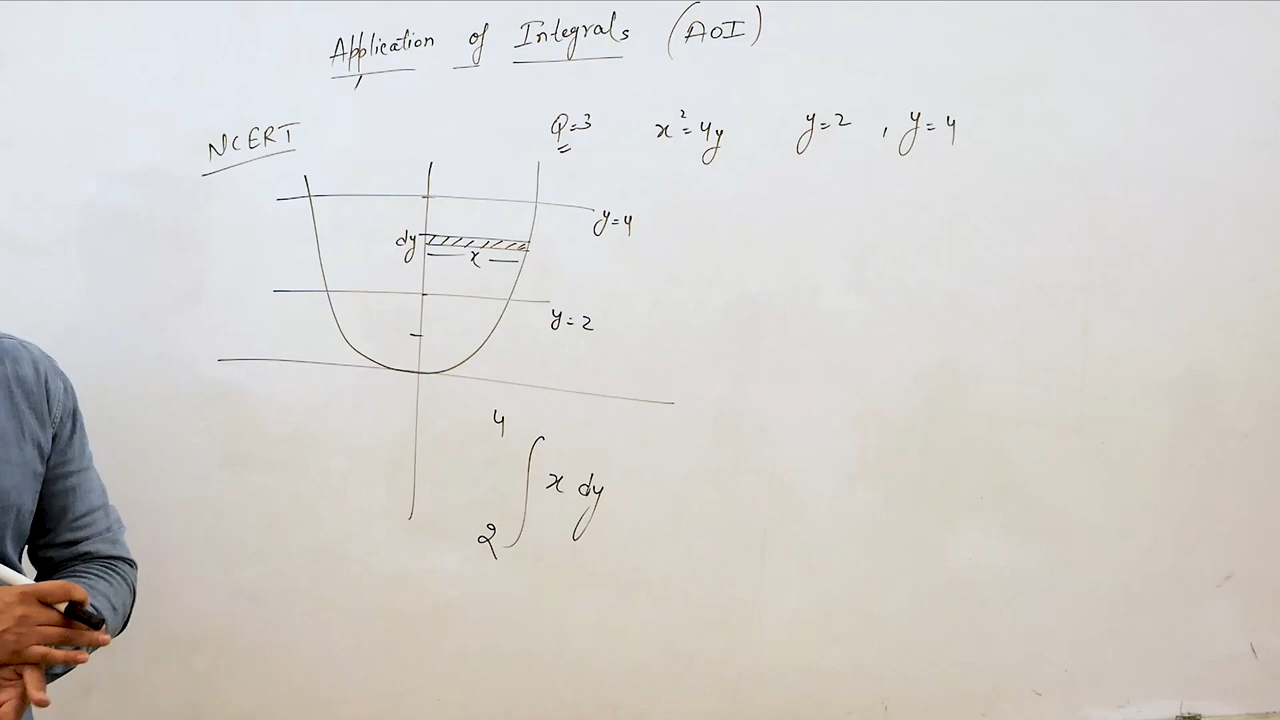 Application of Integrals (AOI)
NCERT
Q=3 x²=4y y=2 , y=4
y=4
dy
x
y=2
4
∫ x dy
2